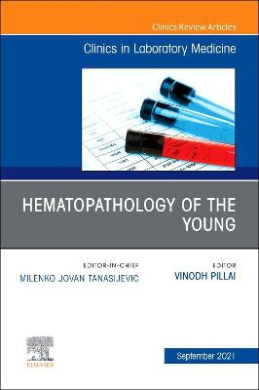 Clinics Review Articles
Clinics in Laboratory Medicine
HEMATOPATHOLOGY OF THE
YOUNG
EDITOR-IN-CHIEF
MILENKO JOVAN TANASIJEVIC
EDITOR
VINODH PILLAI
ELSEVIER
September 2021